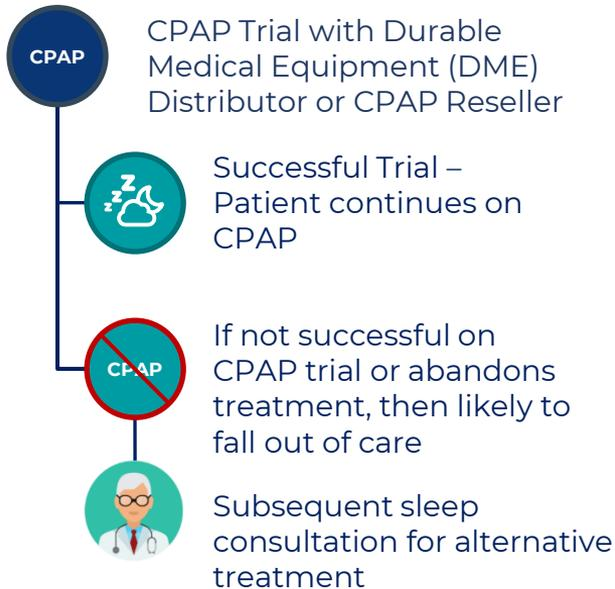 CPAP
CPAP Trial with Durable
Medical Equipment (DME)
Distributor or CPAP Reseller
z z z
Successful Trial –
Patient continues on
CPAP
CPAP
If not successful on
CPAP trial or abandons
treatment, then likely to
fall out of care
Subsequent sleep
consultation for alternative
treatment